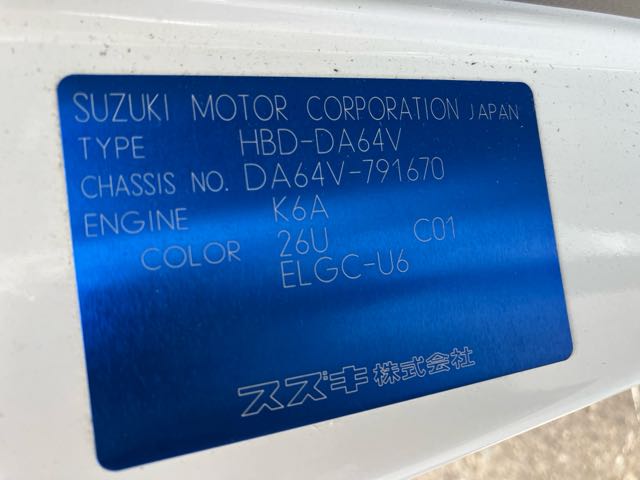 SUZUKI MOTOR CORPORATION JAPAN
TYPE HBD-DA64V
CHASSIS NO. DA64V-791670
ENGINE K6A
COLOR 26U C01
ELGC-U6
スズキ株式会社